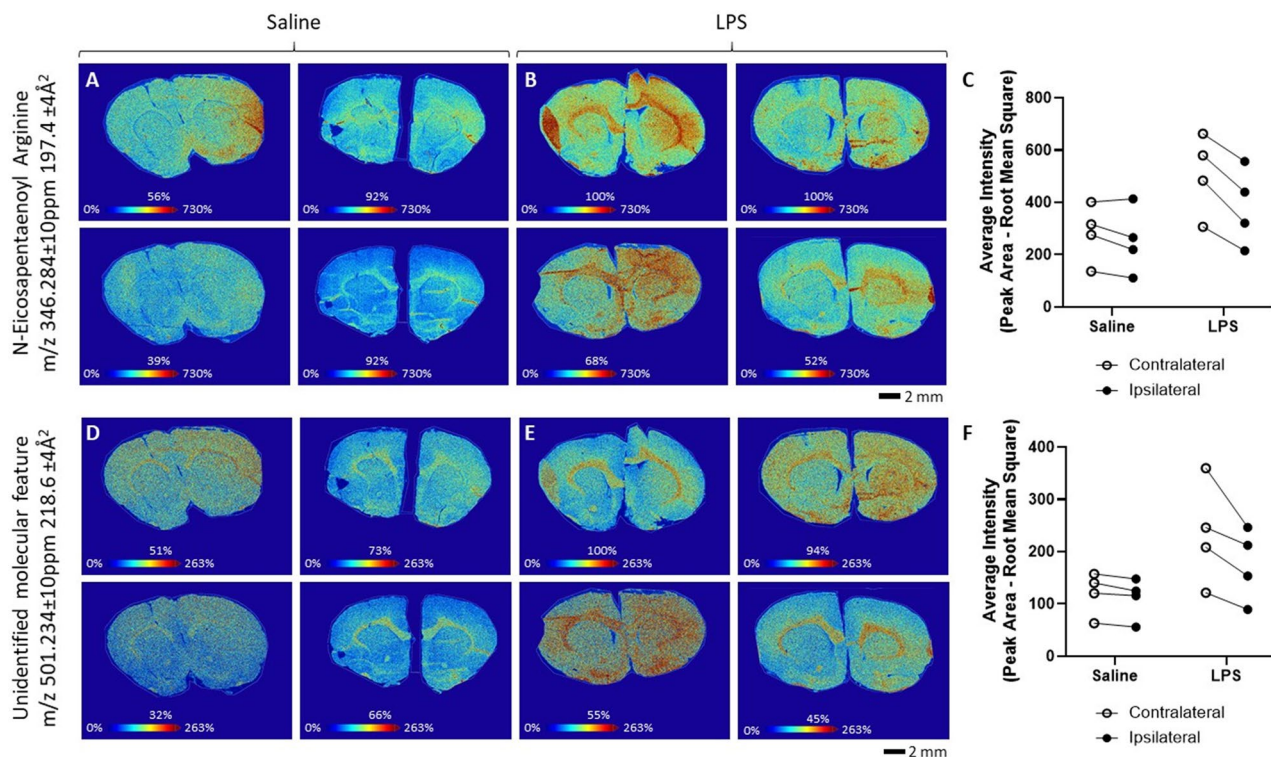 Saline
LPS
N-Eicosapentaenoyl Arginine
m/z 346.284±10ppm 197.4 ±4Å²
A
56%
0% 730%
92%
0% 730%
B
100%
0% 730%
100%
0% 730%
39%
0% 730%
92%
0% 730%
68%
0% 730%
52%
0% 730%
2 mm
C
Average Intensity
(Peak Area - Root Mean Square)
800
600
400
200
0
Saline
LPS
Contralateral
Ipsilateral
Unidentified molecular feature
m/z 501.234±10ppm 218.6 ±4Å²
D
51%
0% 263%
73%
0% 263%
E
100%
0% 263%
94%
0% 263%
32%
0% 263%
66%
0% 263%
55%
0% 263%
45%
0% 263%
2 mm
F
Average Intensity
(Peak Area - Root Mean Square)
400
300
200
100
0
Saline
LPS
Contralateral
Ipsilateral